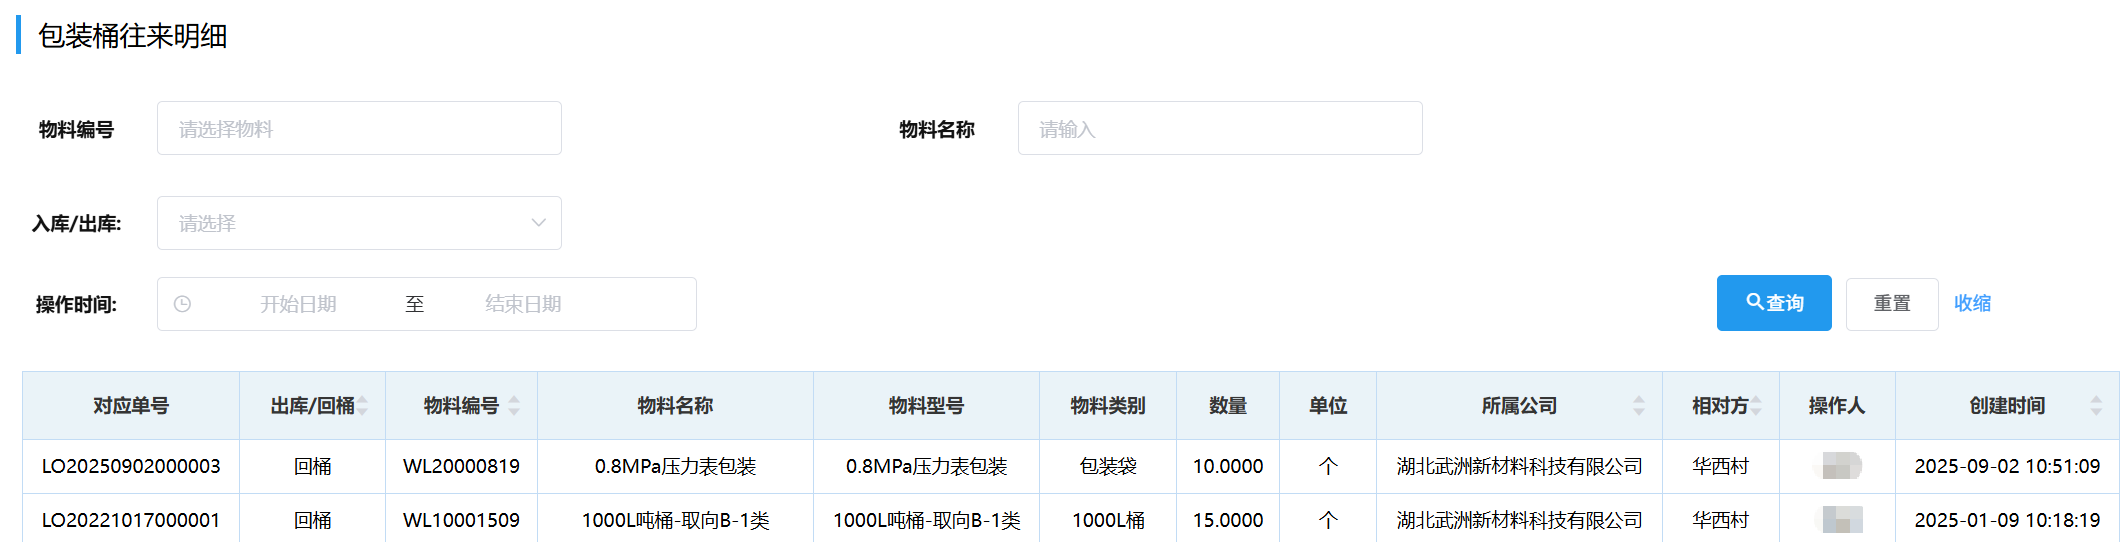 包装桶往来明细
物料编号 请选择物料 物料名称 请输入
入库/出库: 请选择
操作时间: 开始日期 至 结束日期 查询 重置 收缩
对应单号 出库/回桶 物料编号 物料名称 物料型号 物料类别 数量 单位 所属公司 相对方 操作人 创建时间
LO20250902000003 回桶 WL20000819 0.8MPa压力表包装 0.8MPa压力表包装 包装袋 10.0000 个 湖北武洲新材料科技有限公司 华西村 2025-09-02 10:51:09
LO20221017000001 回桶 WL10001509 1000L吨桶-取向B-1类 1000L吨桶-取向B-1类 1000L桶 15.0000 个 湖北武洲新材料科技有限公司 华西村 2025-01-09 10:18:19